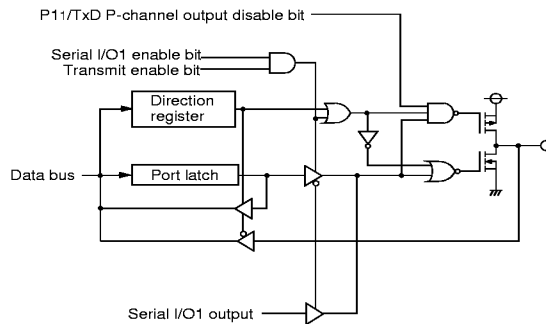 P11/TxD P-channel output disable bit
Serial I/O1 enable bit
Transmit enable bit
Direction
register
Data bus
Port latch
Serial I/O1 output